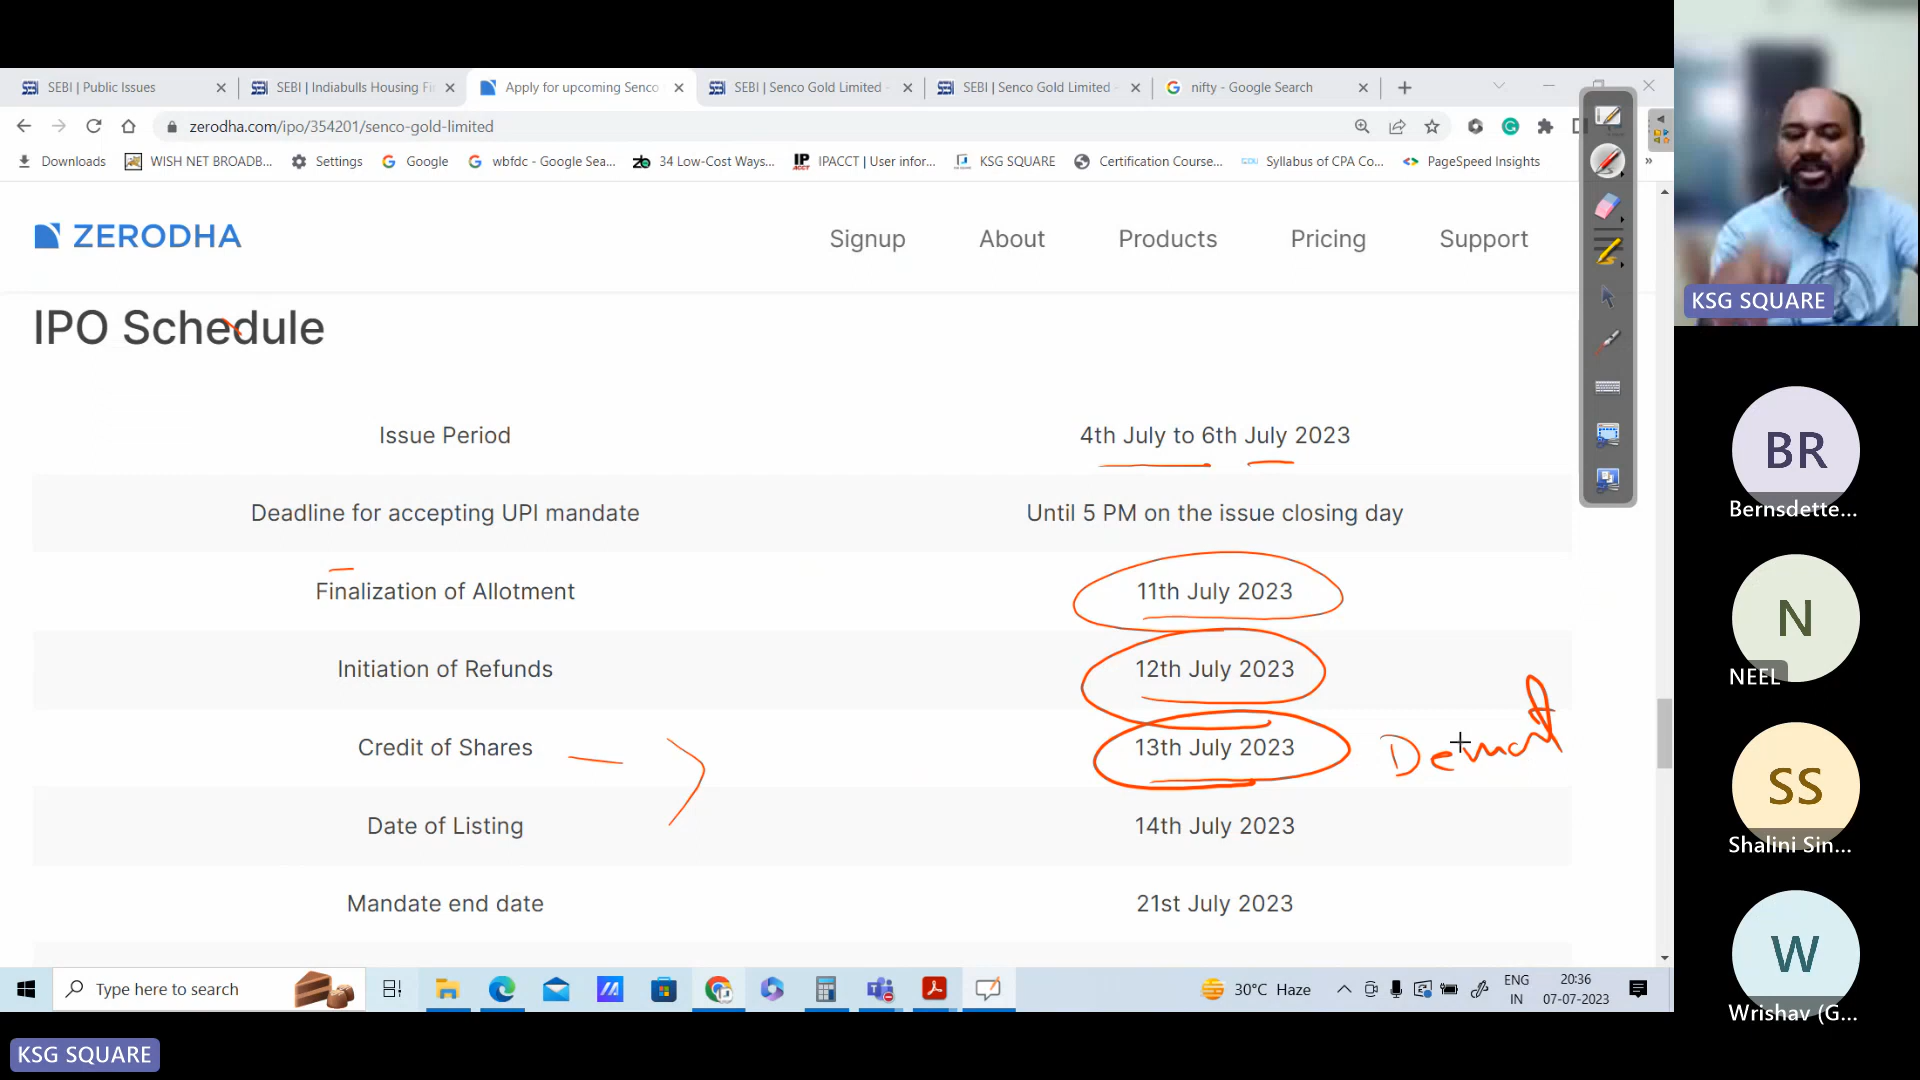 SEBI | Public Issues
SEBI | Indiabulls Housing Fi
Apply for upcoming Senco
SEBI | Senco Gold Limited -
SEBI | Senco Gold Limited -
nifty - Google Search
zerodha.com/ipo/354201/senco-gold-limited
Downloads
WISH NET BROADB...
Settings
Google
wbfdc - Google Sea...
34 Low-Cost Ways...
IPACCT | User infor...
KSG SQUARE
Certification Course...
Syllabus of CPA Co...
PageSpeed Insights
»
ZERODHA
Signup
About
Products
Pricing
Support
IPO Schedule
Issue Period
4th July to 6th July 2023
Deadline for accepting UPI mandate
Until 5 PM on the issue closing day
Finalization of Allotment
11th July 2023
Initiation of Refunds
12th July 2023
Credit of Shares
13th July 2023
Demat
Date of Listing
14th July 2023
Mandate end date
21st July 2023
Type here to search
30°C Haze
ENG
IN
20:36
07-07-2023
KSG SQUARE
BR
Bernsdette...
N
NEEL
SS
Shalini Sin...
W
Wrishav (G...
KSG SQUARE